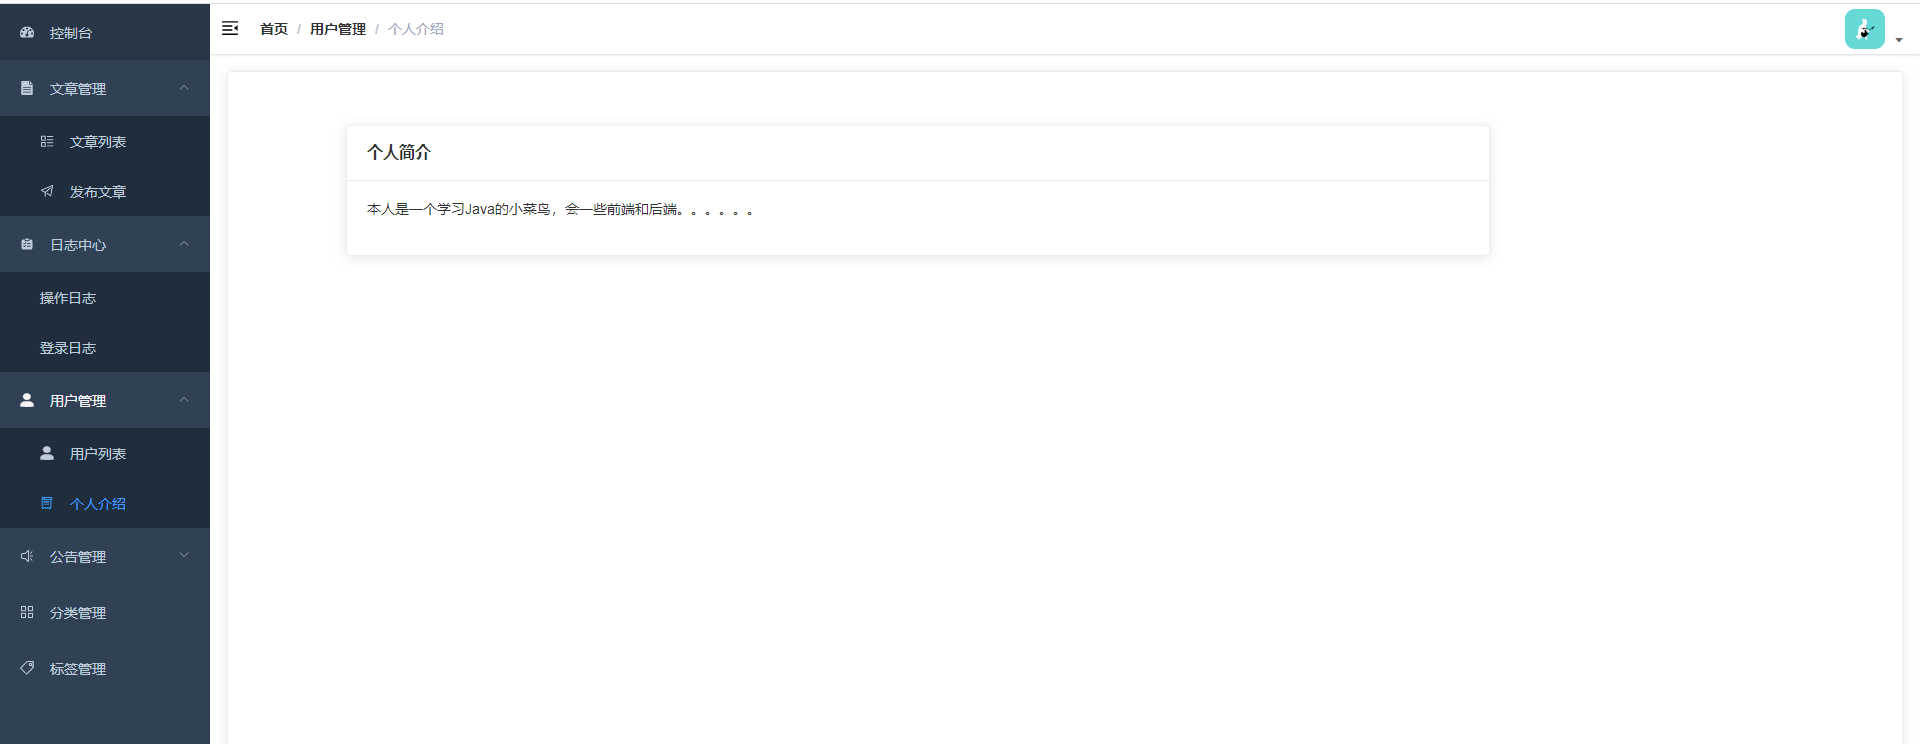 控制台
文章管理
文章列表
发布文章
日志中心
操作日志
登录日志
用户管理
用户列表
个人介绍
公告管理
分类管理
标签管理
首页 / 用户管理 / 个人介绍
个人简介
本人是一个学习Java的小菜鸟，会一些前端和后端。。。。。。